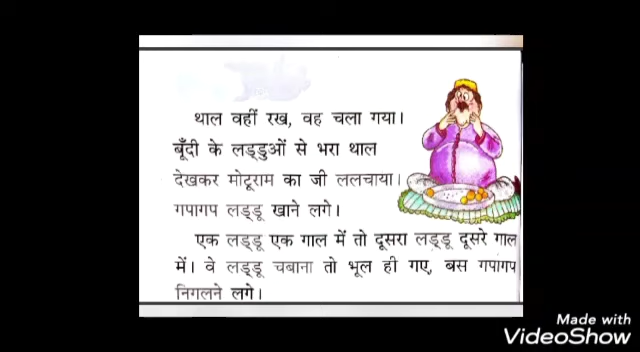 थाल वहीं रख, वह चला गया।
बूँदी के लड्डुओं से भरा थाल
देखकर मोटूराम का जी ललचाया।
गपागप लड्डू खाने लगे।
एक लड्डू एक गाल में तो दूसरा लड्डू दूसरे गाल
में। वे लड्डू चबाना तो भूल ही गए, बस गपागप
निगलने लगे।
Made with
VideoShow